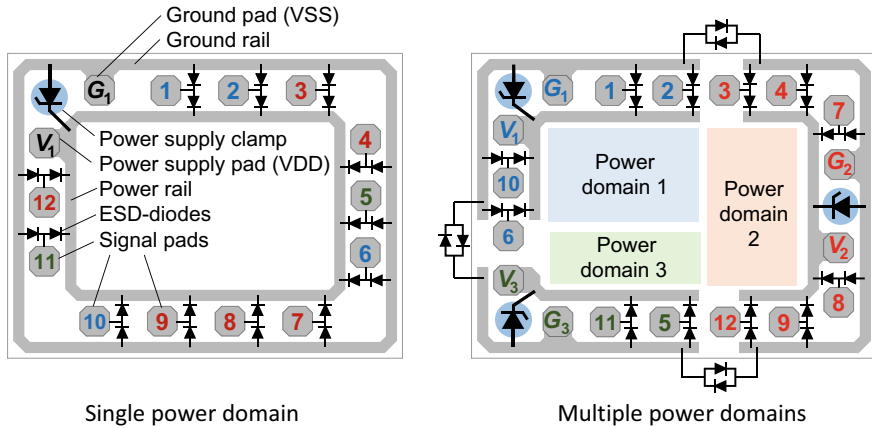 Ground pad (VSS)
Ground rail
G1
1
2
3
V1
Power supply clamp
4
Power supply pad (VDD)
12
Power rail
5
ESD-diodes
11
Signal pads
6
10
9
8
7
Single power domain
G1
1
2
3
4
7
V1
Power
domain 1
G2
10
Power
domain 2
6
Power
domain 3
V2
V3
8
G3
11
5
12
9
Multiple power domains